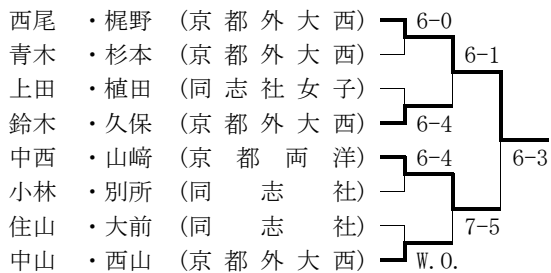 西尾 ・梶野 (京都外大西) 6-0
青木 ・杉本 (京都外大西)
6-1
上田 ・植田 (同志社女子)
鈴木 ・久保 (京都外大西) 6-4
6-3
中西 ・山﨑 (京都両洋) 6-4
小林 ・別所 (同志社)
住山 ・大前 (同志社)
7-5
中山 ・西山 (京都外大西) W.O.